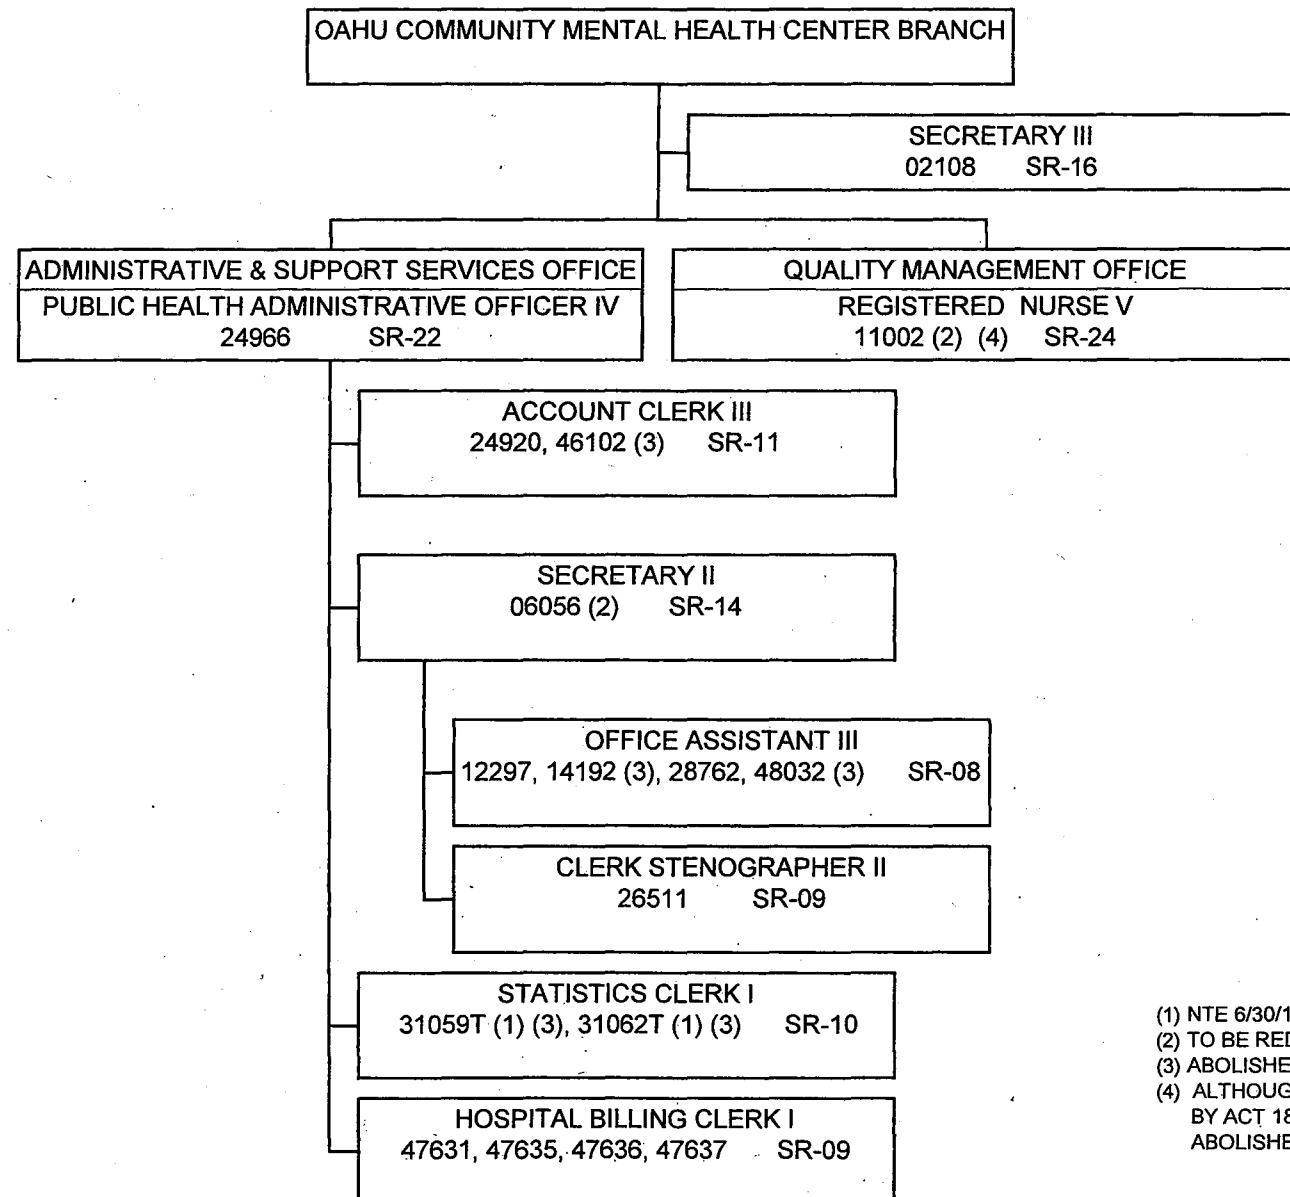 OAHU COMMUNITY MENTAL HEALTH CENTER BRANCH
SECRETARY III
02108 SR-16
ADMINISTRATIVE & SUPPORT SERVICES OFFICE
PUBLIC HEALTH ADMINISTRATIVE OFFICER IV
24966 SR-22
QUALITY MANAGEMENT OFFICE
REGISTERED NURSE V
11002 (2) (4) SR-24
ACCOUNT CLERK III
24920, 46102 (3) SR-11
SECRETARY II
06056 (2) SR-14
OFFICE ASSISTANT III
12297, 14192 (3), 28762, 48032 (3) SR-08
CLERK STENOGRAPHER II
26511 SR-09
STATISTICS CLERK I
31059T (1) (3), 31062T (1) (3) SR-10
HOSPITAL BILLING CLERK I
47631, 47635, 47636, 47637 SR-09
(1) NTE 6/30/1
(2) TO BE
(3)
(4)
BY ACT 18